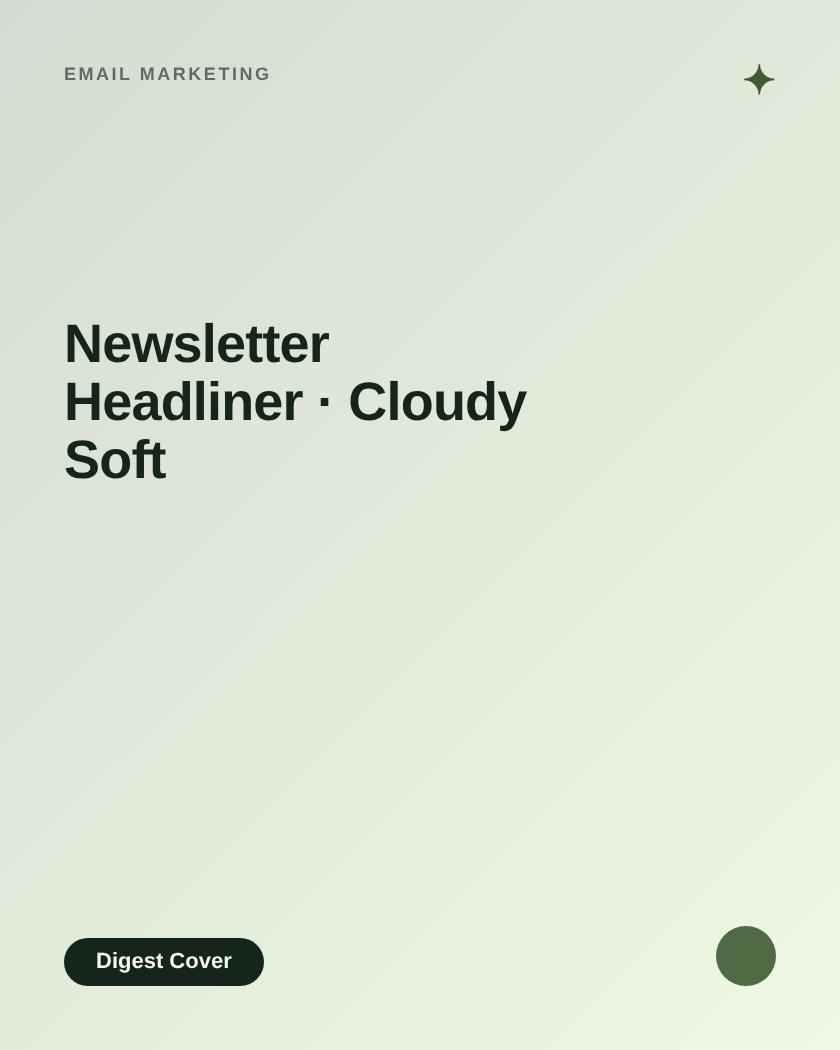 EMAIL MARKETING
Newsletter
Headliner · Cloudy
Soft
Digest Cover